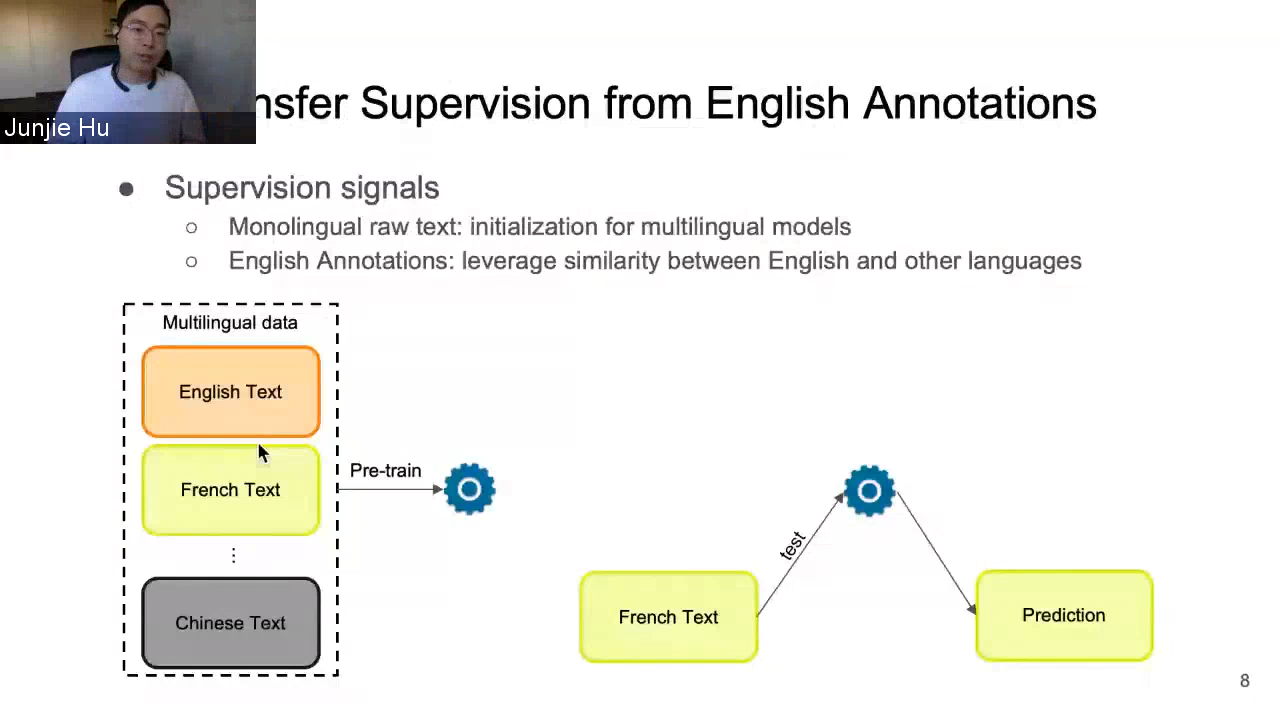 Junjie Hu
nsfer Supervision from English Annotations
● Supervision signals
○ Monolingual raw text: initialization for multilingual models
○ English Annotations: leverage similarity between English and other languages
Multilingual data
English Text
French Text
⋮
Chinese Text
Pre-train
test
French Text
Prediction
8